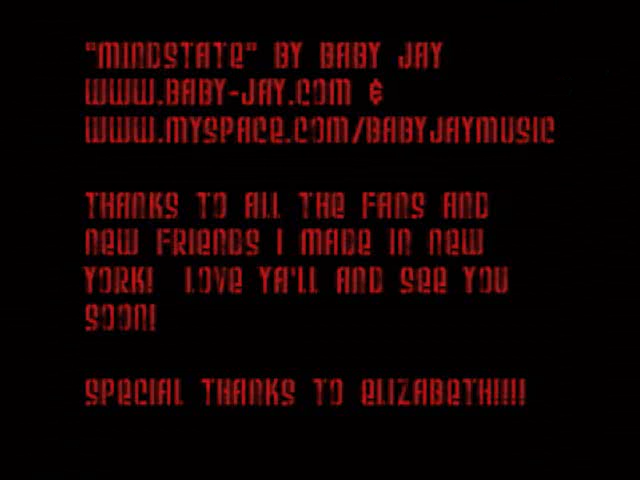 "MINDSTATE" BY BABY JAY
WWW.BABY-JAY.COM &
WWW.MYSPACE.COM/BABYJAYMUSIC
THANKS TO ALL THE FANS AND
NEW FRIENDS I MADE IN NEW
YORK! LOVE YA'LL AND SEE YOU
SOON!
SPECIAL THANKS TO ELIZABETH!!!!